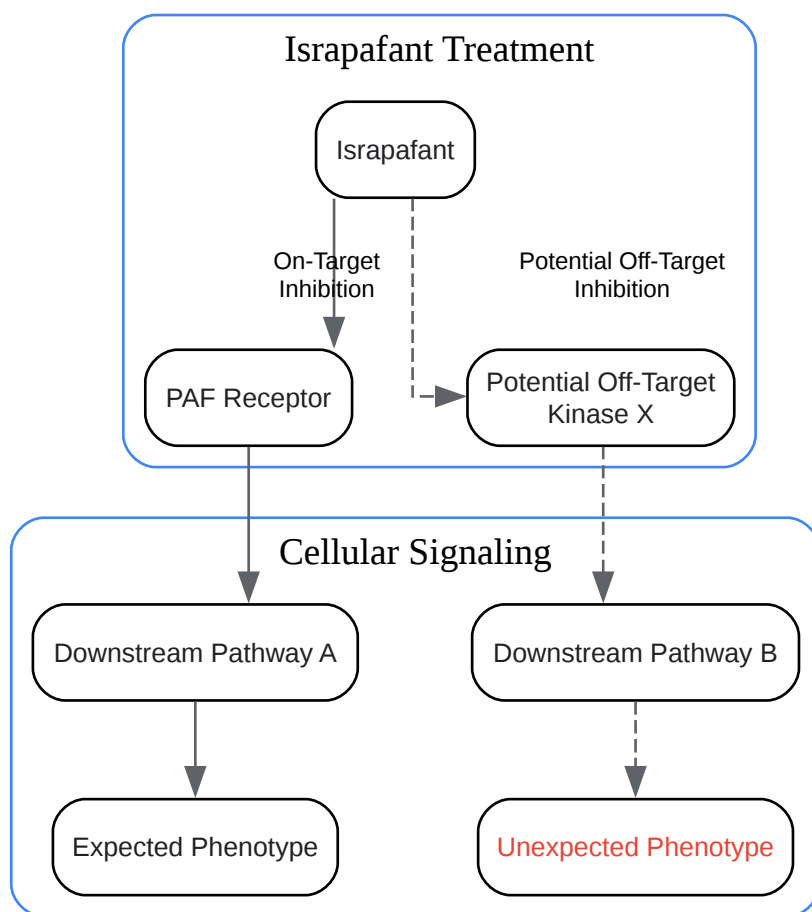 Israpafant Treatment
Israpafant
On-Target
Inhibition
Potential Off-Target
Inhibition
PAF Receptor
Potential Off-Target
Kinase X
Cellular Signaling
Downstream Pathway A
Downstream Pathway B
Expected Phenotype
Unexpected Phenotype